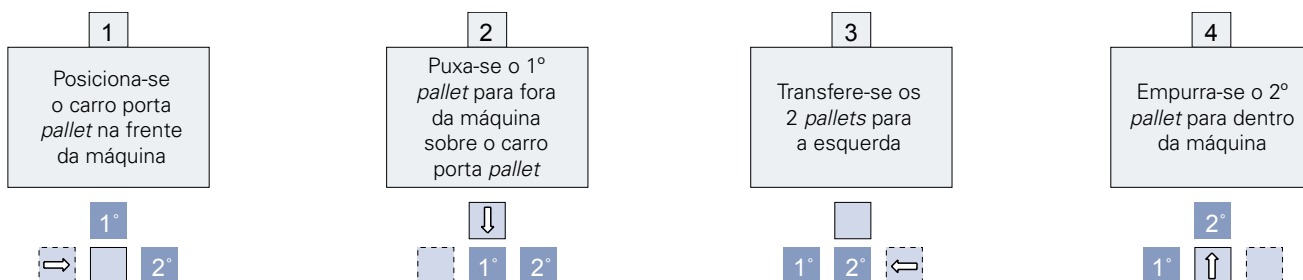 1
Posiciona-se
o carro porta
pallet na frente
da máquina
1°
2°
2
Puxa-se o 1º
pallet para fora
da máquina
sobre o carro
porta pallet
1° 2°
3
Transfere-se os
2 pallets para
a esquerda
1° 2°
4
Empurra-se o 2º
pallet para dentro
da máquina
2°
1°